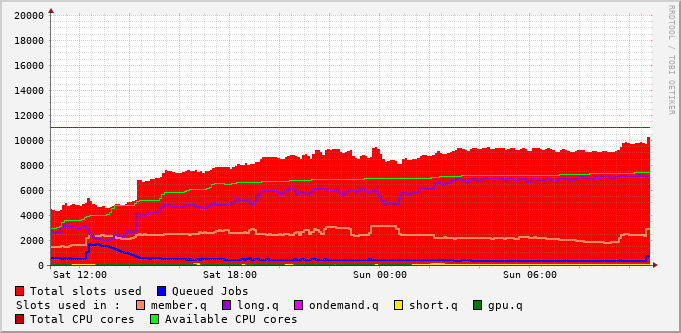 20000
18000
16000
14000
12000
10000
8000
6000
4000
2000
0
Sat 12:00 Sat 18:00 Sun 00:00 Sun 06:00
Total slots used Queued Jobs
Slots used in : member.q long.q ondemand.q short.q gpu.q
Total CPU cores Available CPU cores
RRDTOOL / TOBI OETIKER